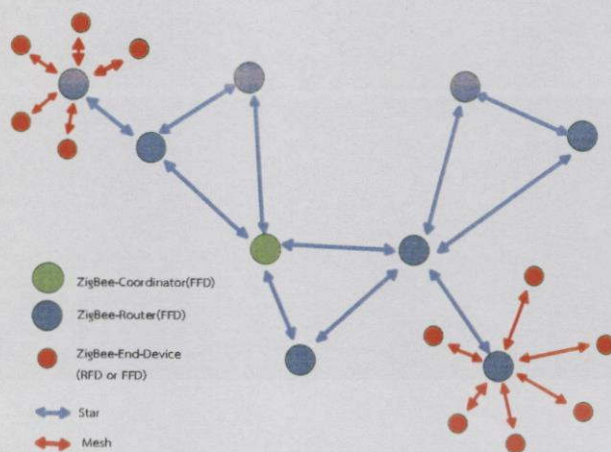 ZigBee-Coordinator(FFD)
ZigBee-Router(FFD)
ZigBee-End-Device
(RFD or FFD)
Star
Mesh